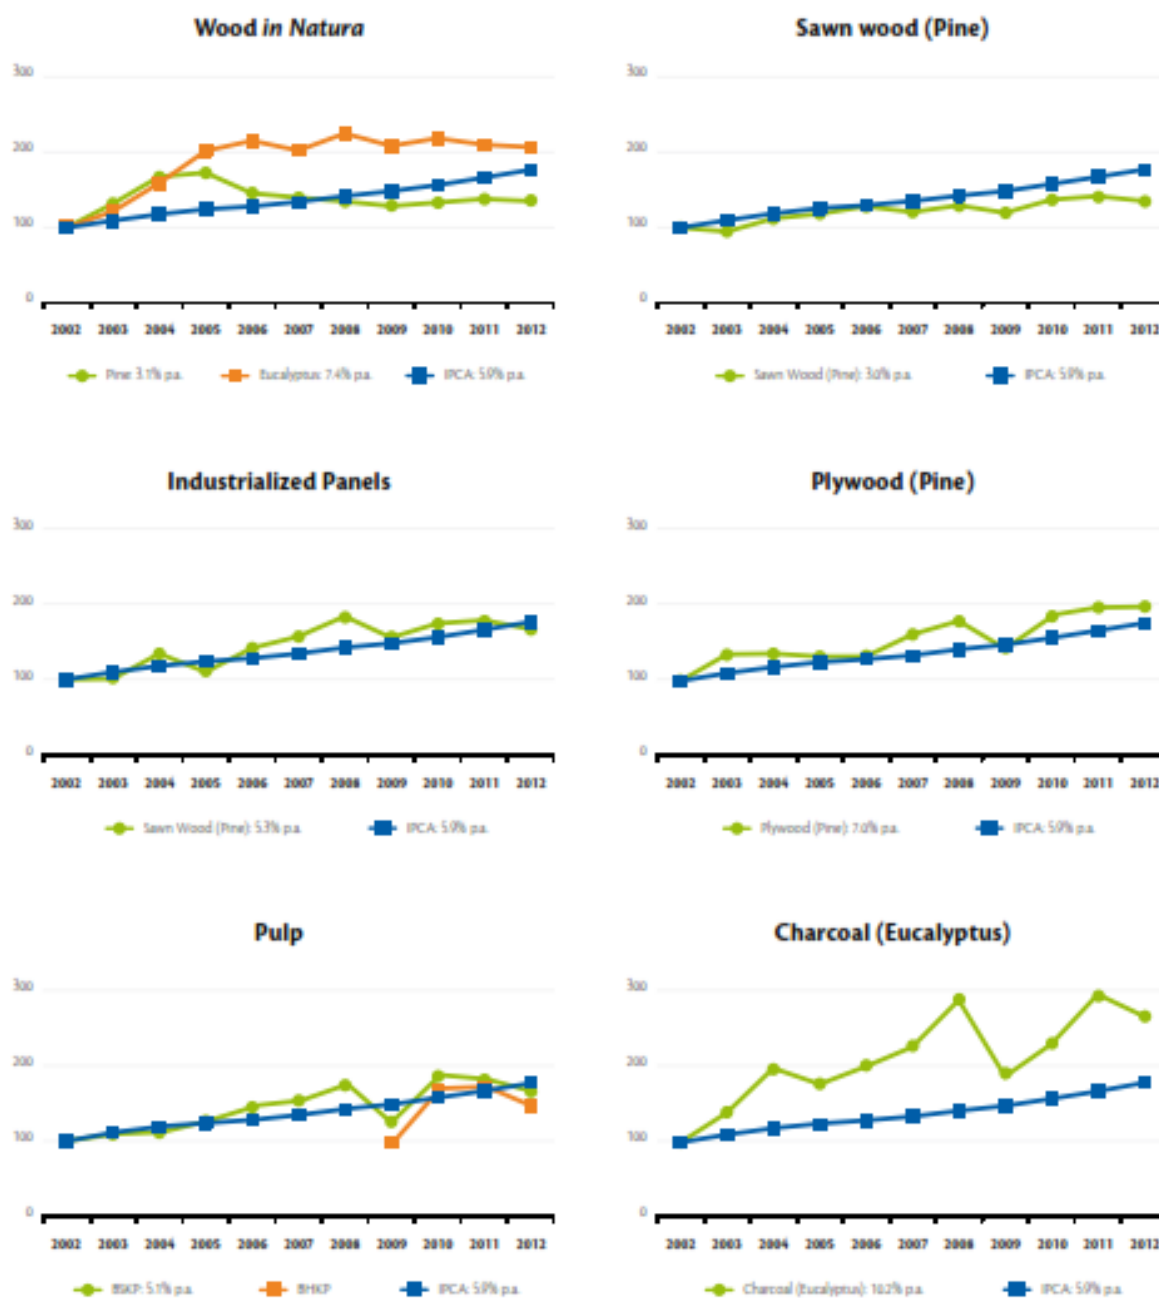 Wood in Natura
300
200
100
0
2002 2003 2004 2005 2006 2007 2008 2009 2010 2011 2012
Pine: 3.1% p.a. Eucalyptus: 7.4% p.a. IPCA: 5.9% p.a.
Sawn wood (Pine)
300
200
100
0
2002 2003 2004 2005 2006 2007 2008 2009 2010 2011 2012
Sawn Wood (Pine): 3.0% p.a. IPCA: 5.9% p.a.
Industrialized Panels
300
200
100
0
2002 2003 2004 2005 2006 2007 2008 2009 2010 2011 2012
Sawn Wood (Pine): 5.3% p.a. IPCA: 5.9% p.a.
Plywood (Pine)
300
200
100
0
2002 2003 2004 2005 2006 2007 2008 2009 2010 2011 2012
Plywood (Pine): 7.0% p.a. IPCA: 5.9% p.a.
Pulp
300
200
100
0
2002 2003 2004 2005 2006 2007 2008 2009 2010 2011 2012
BSKP: 5.1% p.a. BHKP IPCA: 5.9% p.a.
Charcoal (Eucalyptus)
300
200
100
0
2002 2003 2004 2005 2006 2007 2008 2009 2010 2011 2012
Charcoal (Eucalyptus): 10.2% p.a. IPCA: 5.9% p.a.